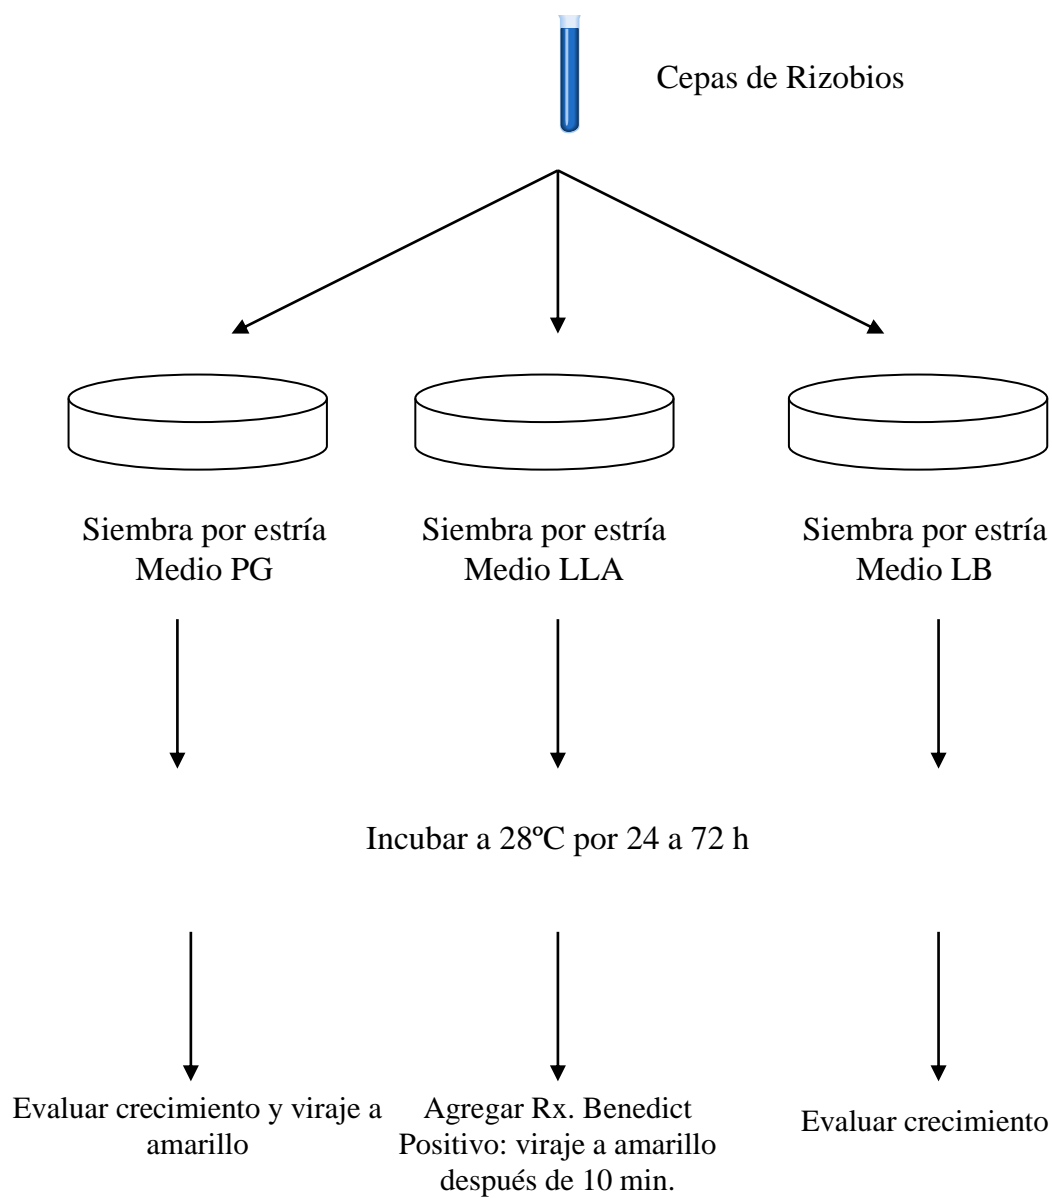 Cepas de Rizobios
Siembra por estría
Medio PG
Siembra por estría
Medio LLA
Siembra por estría
Medio LB
Incubar a 28ºC por 24 a 72 h
Evaluar crecimiento y viraje a
amarillo
Agregar Rx. Benedict
Positivo: viraje a amarillo
después de 10 min.
Evaluar crecimiento